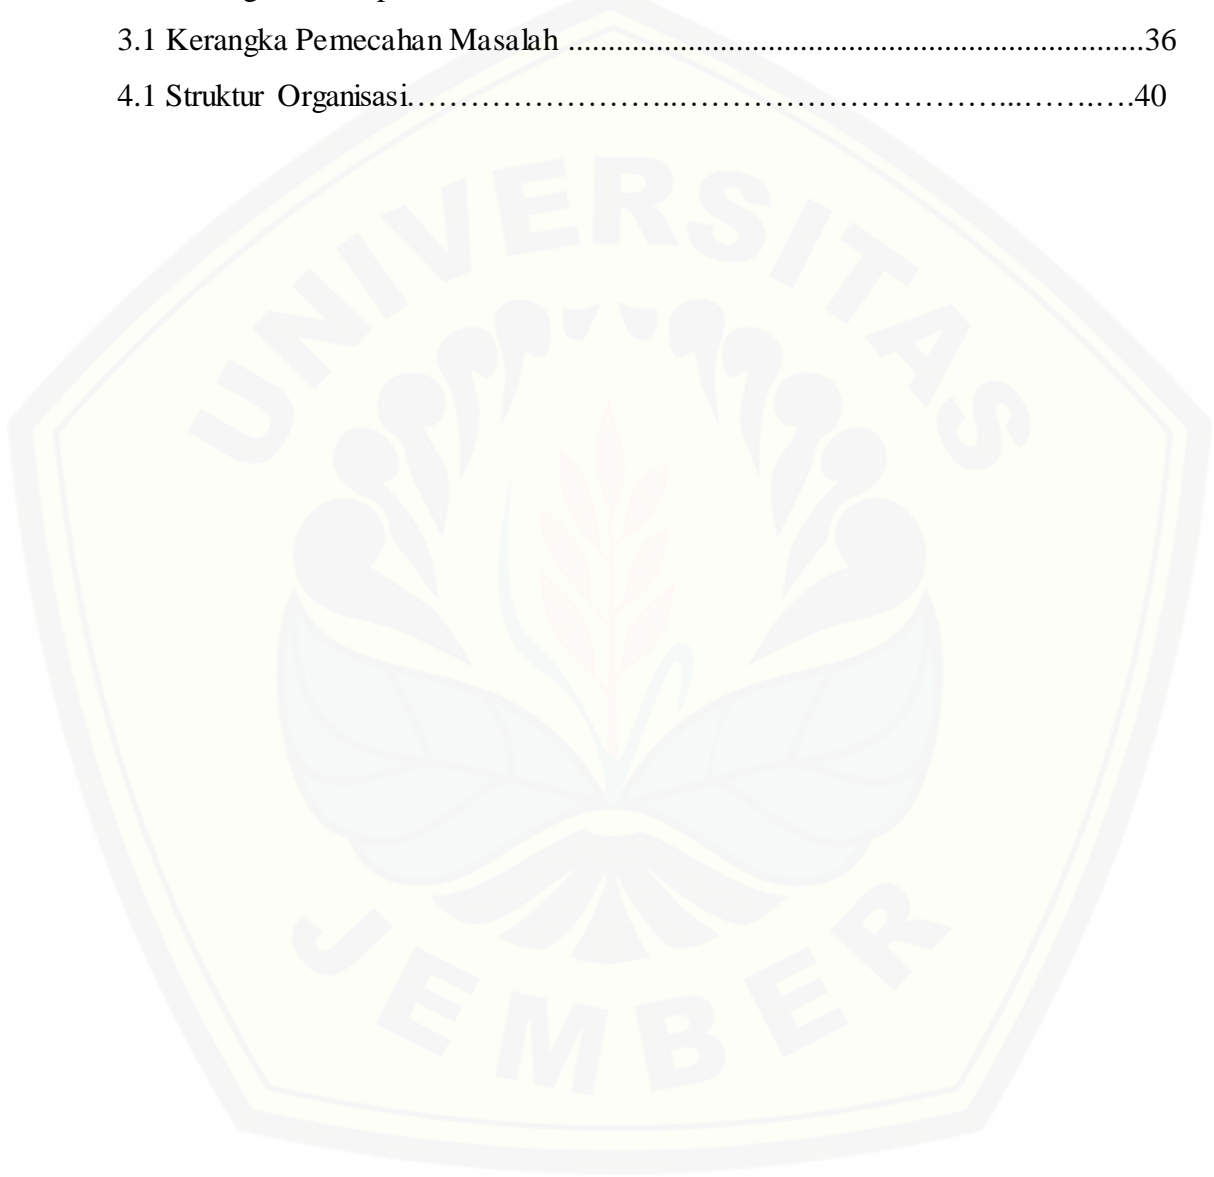 3.1 Kerangka Pemecahan Masalah ........................................................................36
4.1 Struktur Organisasi……………………..…………………………………...…….….40
UNIVERSITAS
JEMBER